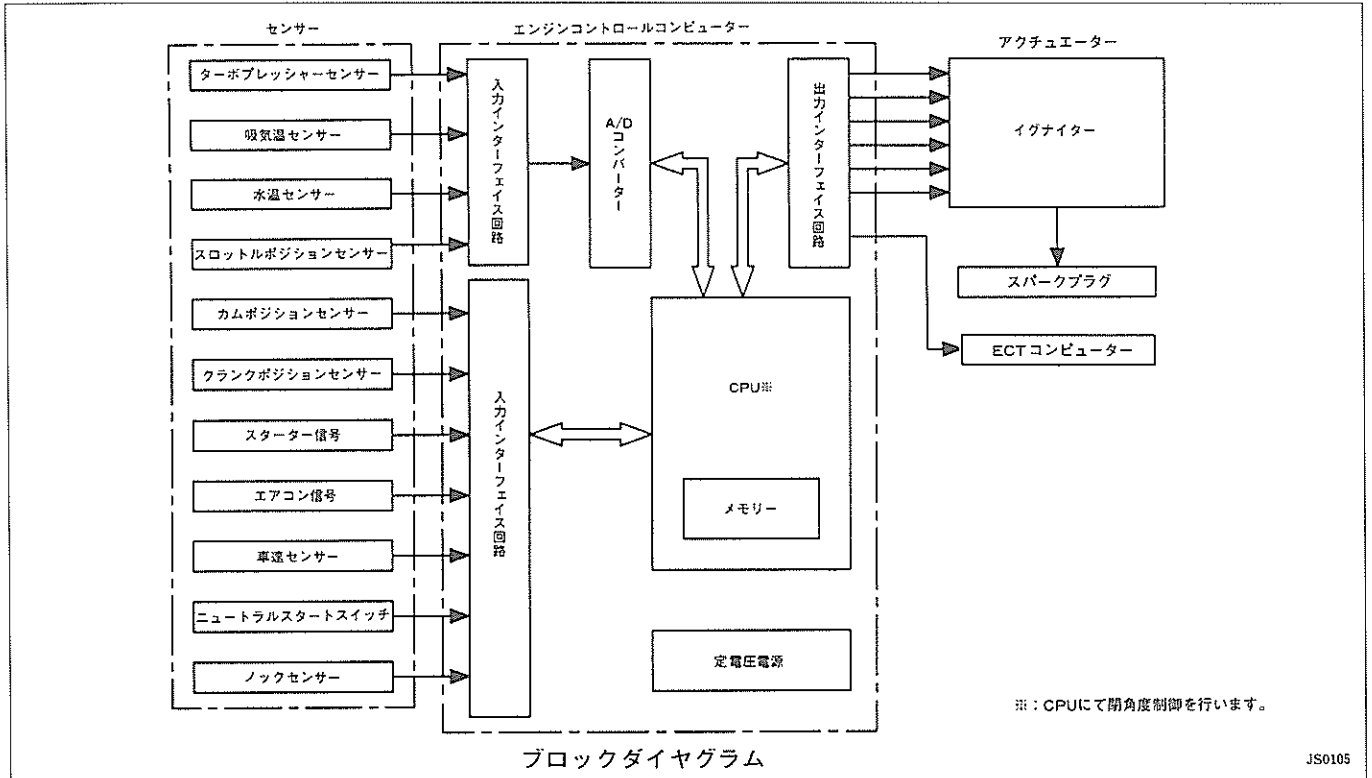 センサー
エンジンコントロールコンピューター
アクチュエーター
ターボプレッシャーセンサー
吸気温センサー
水温センサー
スロットルポジションセンサー
カムポジションセンサー
クランクポジションセンサー
スターター信号
エアコン信号
車速センサー
ニュートラルスタートスイッチ
ノックセンサー
入力インターフェイス回路
入力インターフェイス回路
A/Dコンバーター
出力インターフェイス回路
CPU※
メモリー
定電圧電源
イグナイター
スパークプラグ
ECTコンピューター
※：CPUにて閉角度制御を行います。
ブロックダイヤグラム
JS0105